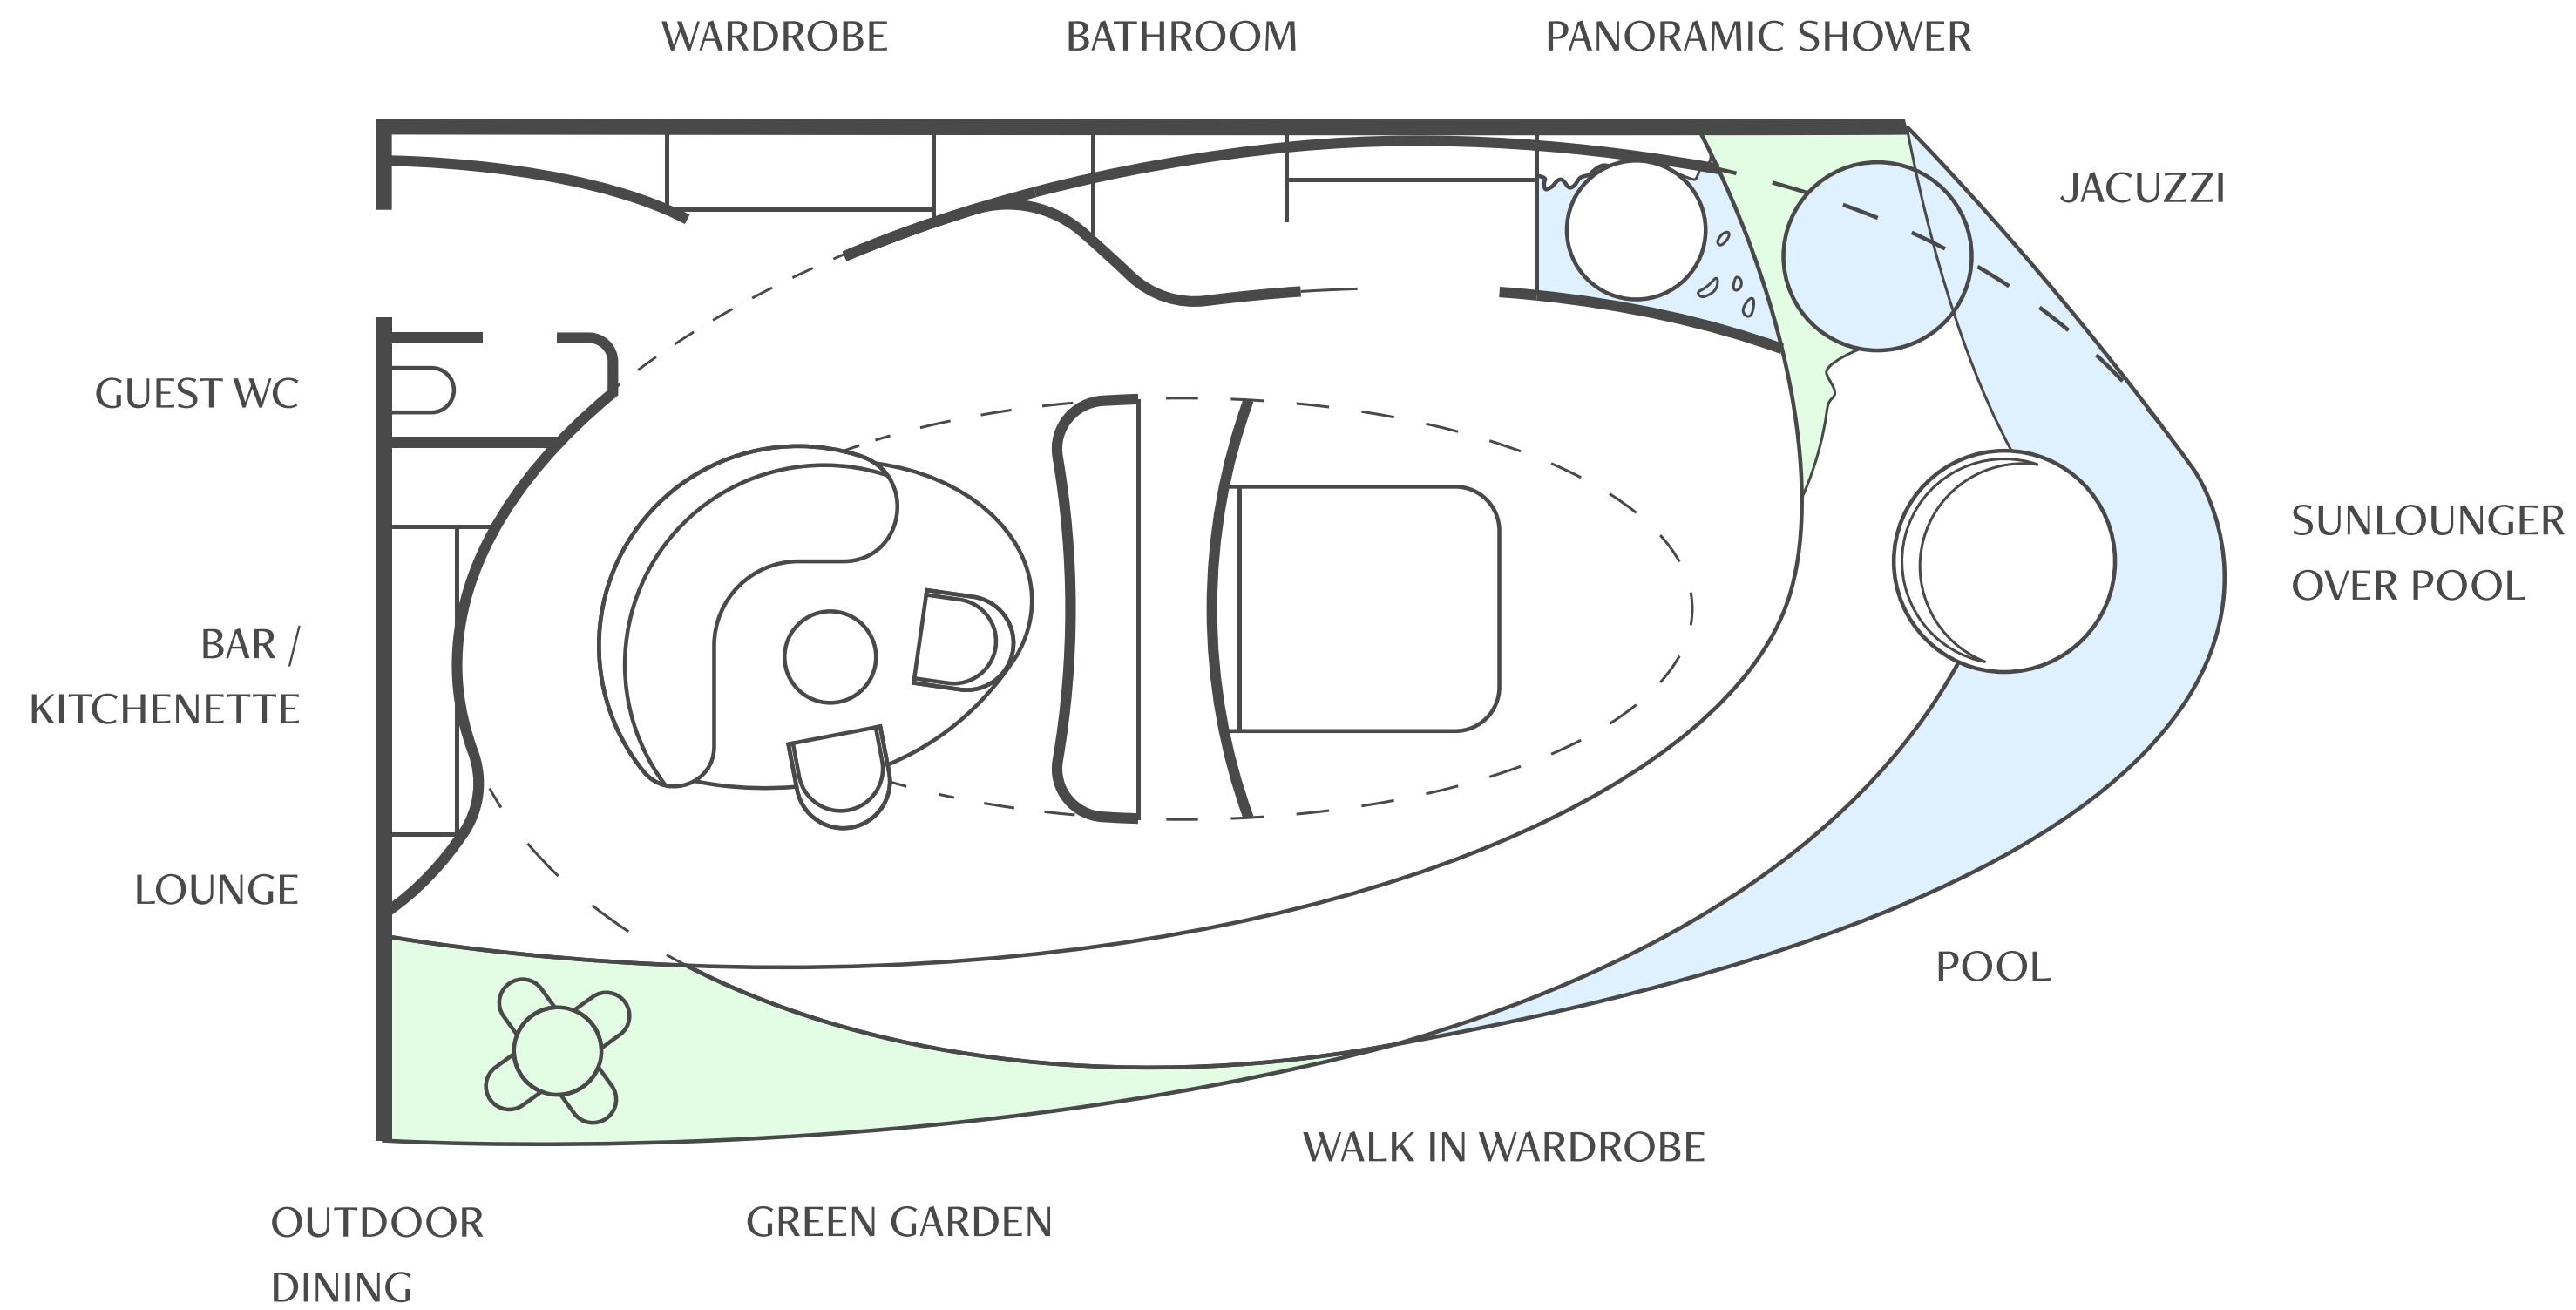 WARDROBE
BATHROOM
PANORAMIC SHOWER
JACUZZI
GUEST WC
SUNLOUNGER
OVER POOL
BAR /
KITCHENETTE
LOUNGE
POOL
WALK IN WARDROBE
OUTDOOR
DINING
GREEN GARDEN